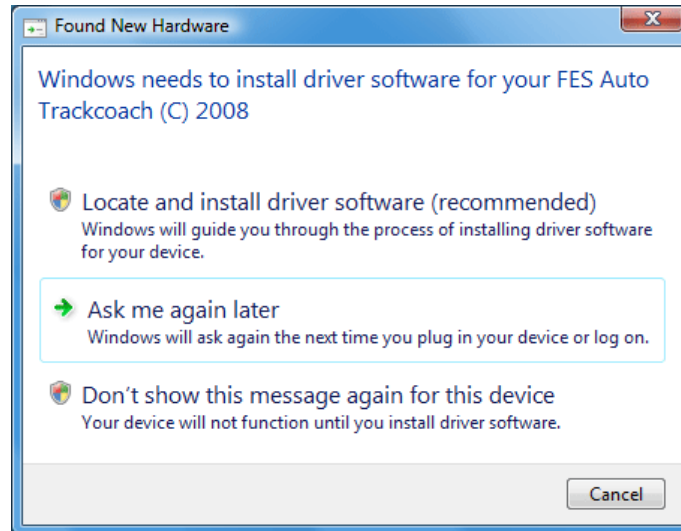 Found New Hardware
Windows needs to install driver software for your FES Auto
Trackcoach (C) 2008
Locate and install driver software (recommended)
Windows will guide you through the process of installing driver software
for your device.
Ask me again later
Windows will ask again the next time you plug in your device or log on.
Don't show this message again for this device
Your device will not function until you install driver software.
Cancel